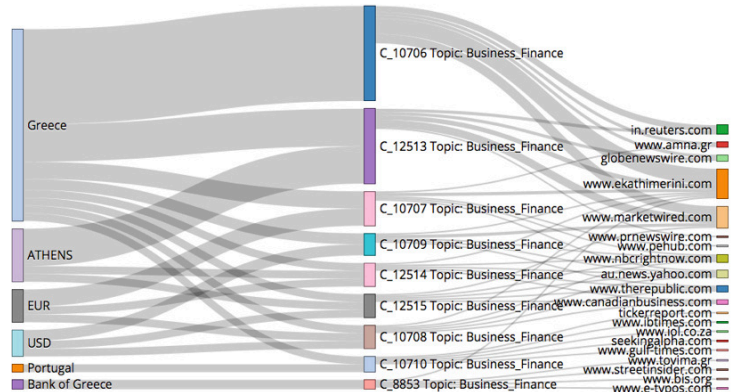 Greece
ATHENS
EUR
USD
Portugal
Bank of Greece
C_10706 Topic: Business_Finance
C_12513 Topic: Business_Finance
C_10707 Topic: Business_Finance
C_10709 Topic: Business_Finance
C_12514 Topic: Business_Finance
C_12515 Topic: Business_Finance
C_10708 Topic: Business_Finance
C_10710 Topic: Business_Finance
C_8853 Topic: Business_Finance
in.reuters.com
www.amna.gr
globenewswire.com
www.ekathimerini.com
www.marketwired.com
www.prnewswire.com
www.pehub.com
www.nbcrightnow.com
au.news.yahoo.com
www.therepublic.com
www.canadianbusiness.com
tickerreport.com
www.ibtimes.com
www.iol.co.za
seekingalpha.com
www.gulf-times.com
www.tovima.gr
www.streetinsider.com
www.bis.org
www.e-typos.com